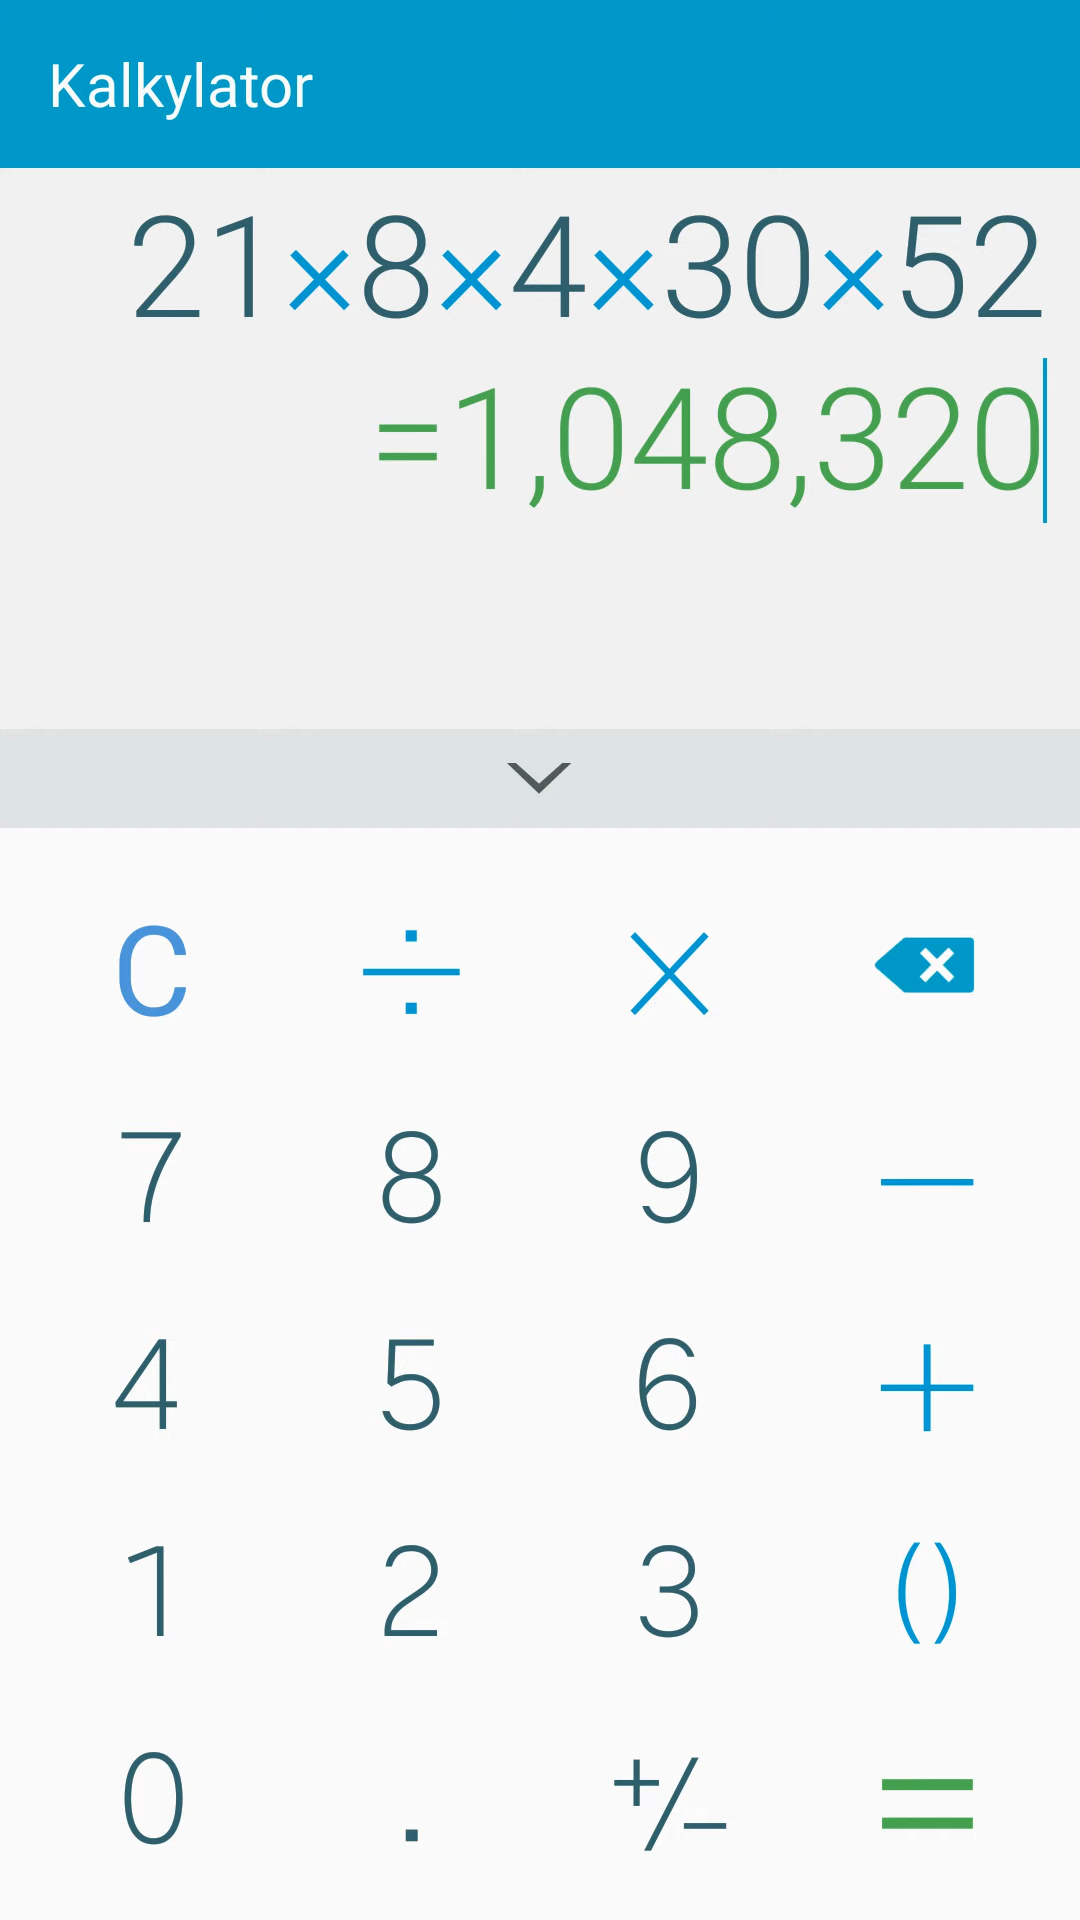 Kalkylator
21×8×4×30×52
=1,048,320
C ÷ ×
7 8 9 −
4 5 6 +
1 2 3 ()
0 . +/− =